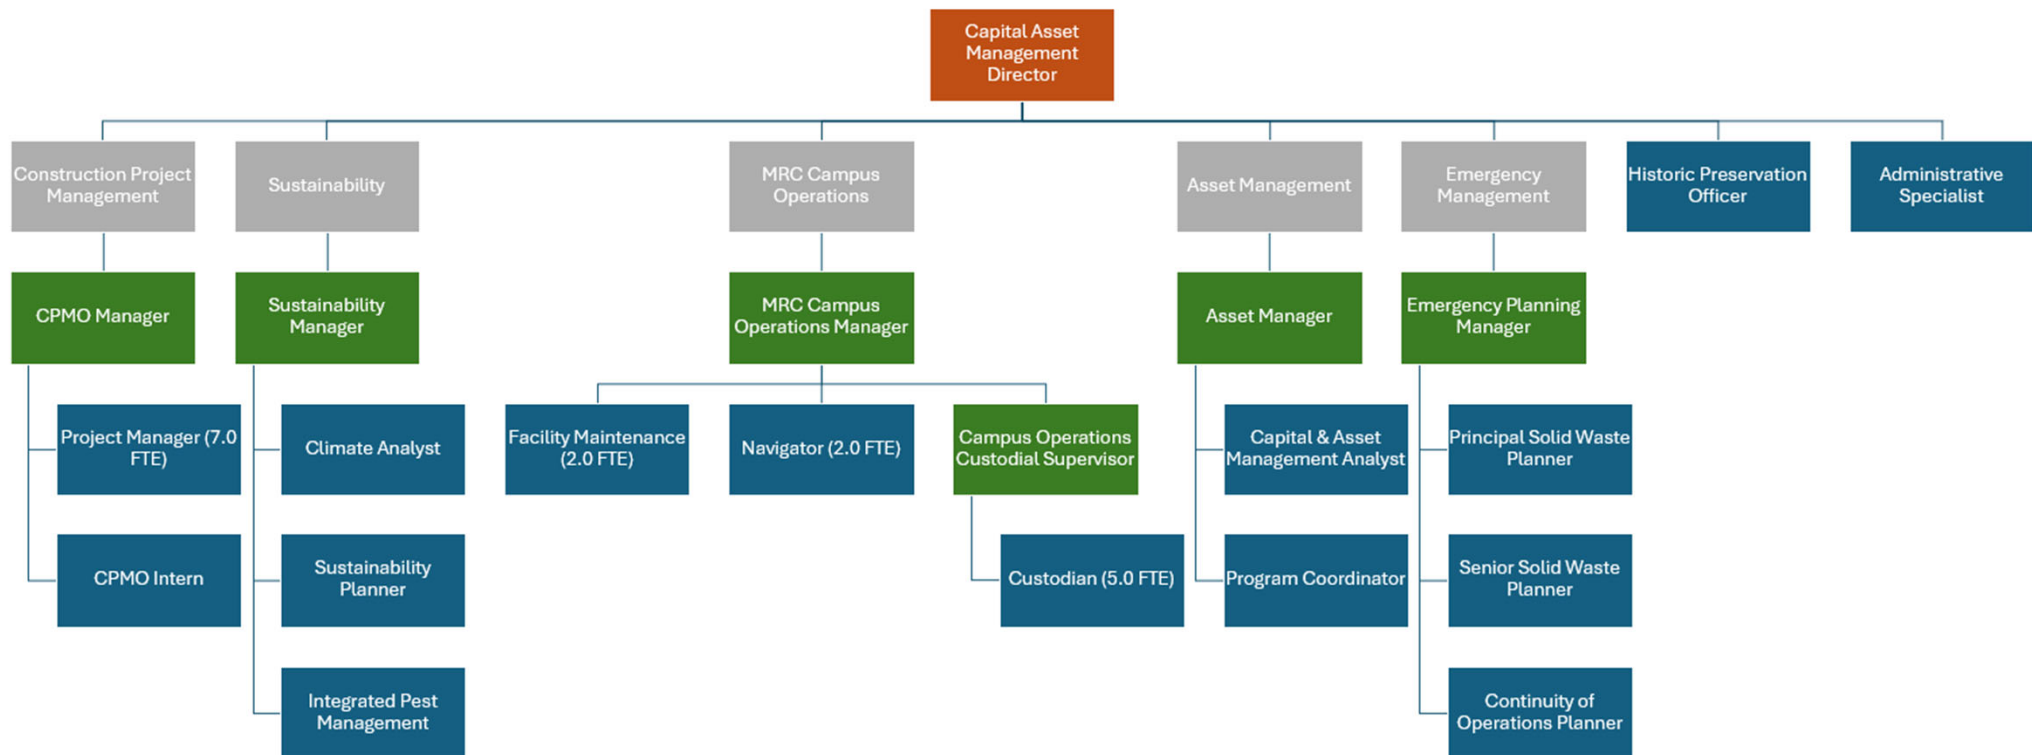 Capital Asset
Management
Director
Construction Project
Management
Sustainability
MRC Campus
Operations
Asset Management
Emergency
Management
Historic Preservation
Officer
Administrative
Specialist
CPMO Manager
Sustainability
Manager
MRC Campus
Operations Manager
Asset Manager
Emergency Planning
Manager
Project Manager (7.0
FTE)
Climate Analyst
Facility Maintenance
(2.0 FTE)
Navigator (2.0 FTE)
Campus Operations
Custodial Supervisor
Capital & Asset
Management Analyst
Principal Solid Waste
Planner
CPMO Intern
Sustainability
Planner
Custodian (5.0 FTE)
Program Coordinator
Senior Solid Waste
Planner
Integrated Pest
Management
Continuity of
Operations Planner